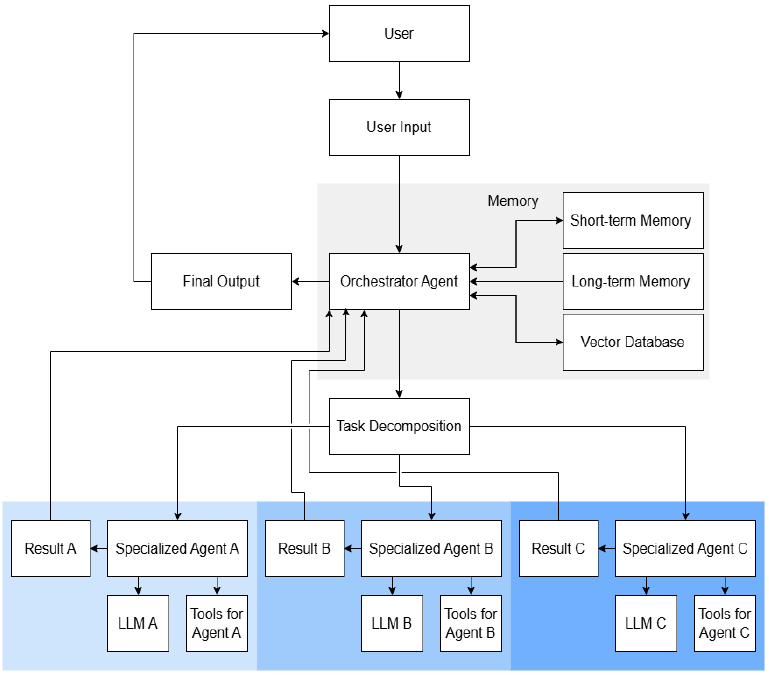 User
User Input
Memory
Short-term Memory
Final Output
Orchestrator Agent
Long-term Memory
Vector Database
Task Decomposition
Result A
Specialized Agent A
Result B
Specialized Agent B
Result C
Specialized Agent C
LLM A
Tools for
Agent A
LLM B
Tools for
Agent B
LLM C
Tools for
Agent C